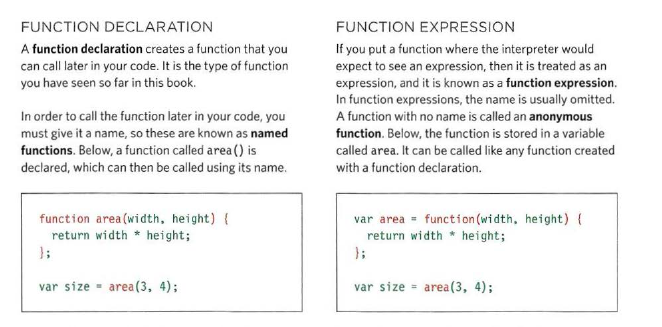 FUNCTION DECLARATION
A function declaration creates a function that you
can call later in your code. It is the type of function
you have seen so far in this book.
In order to call the function later in your code, you
must give it a name, so these are known as named
functions. Below, a function called area() is
declared, which can then be called using its name.
function area(width, height) {
return width * height;
};
var size = area(3, 4);
FUNCTION EXPRESSION
If you put a function where the interpreter would
expect to see an expression, then it is treated as an
expression, and it is known as a function expression.
In function expressions, the name is usually omitted.
A function with no name is called an anonymous
function. Below, the function is stored in a variable
called area. It can be called like any function created
with a function declaration.
var area = function(width, height) {
return width * height;
};
var size = area(3, 4);